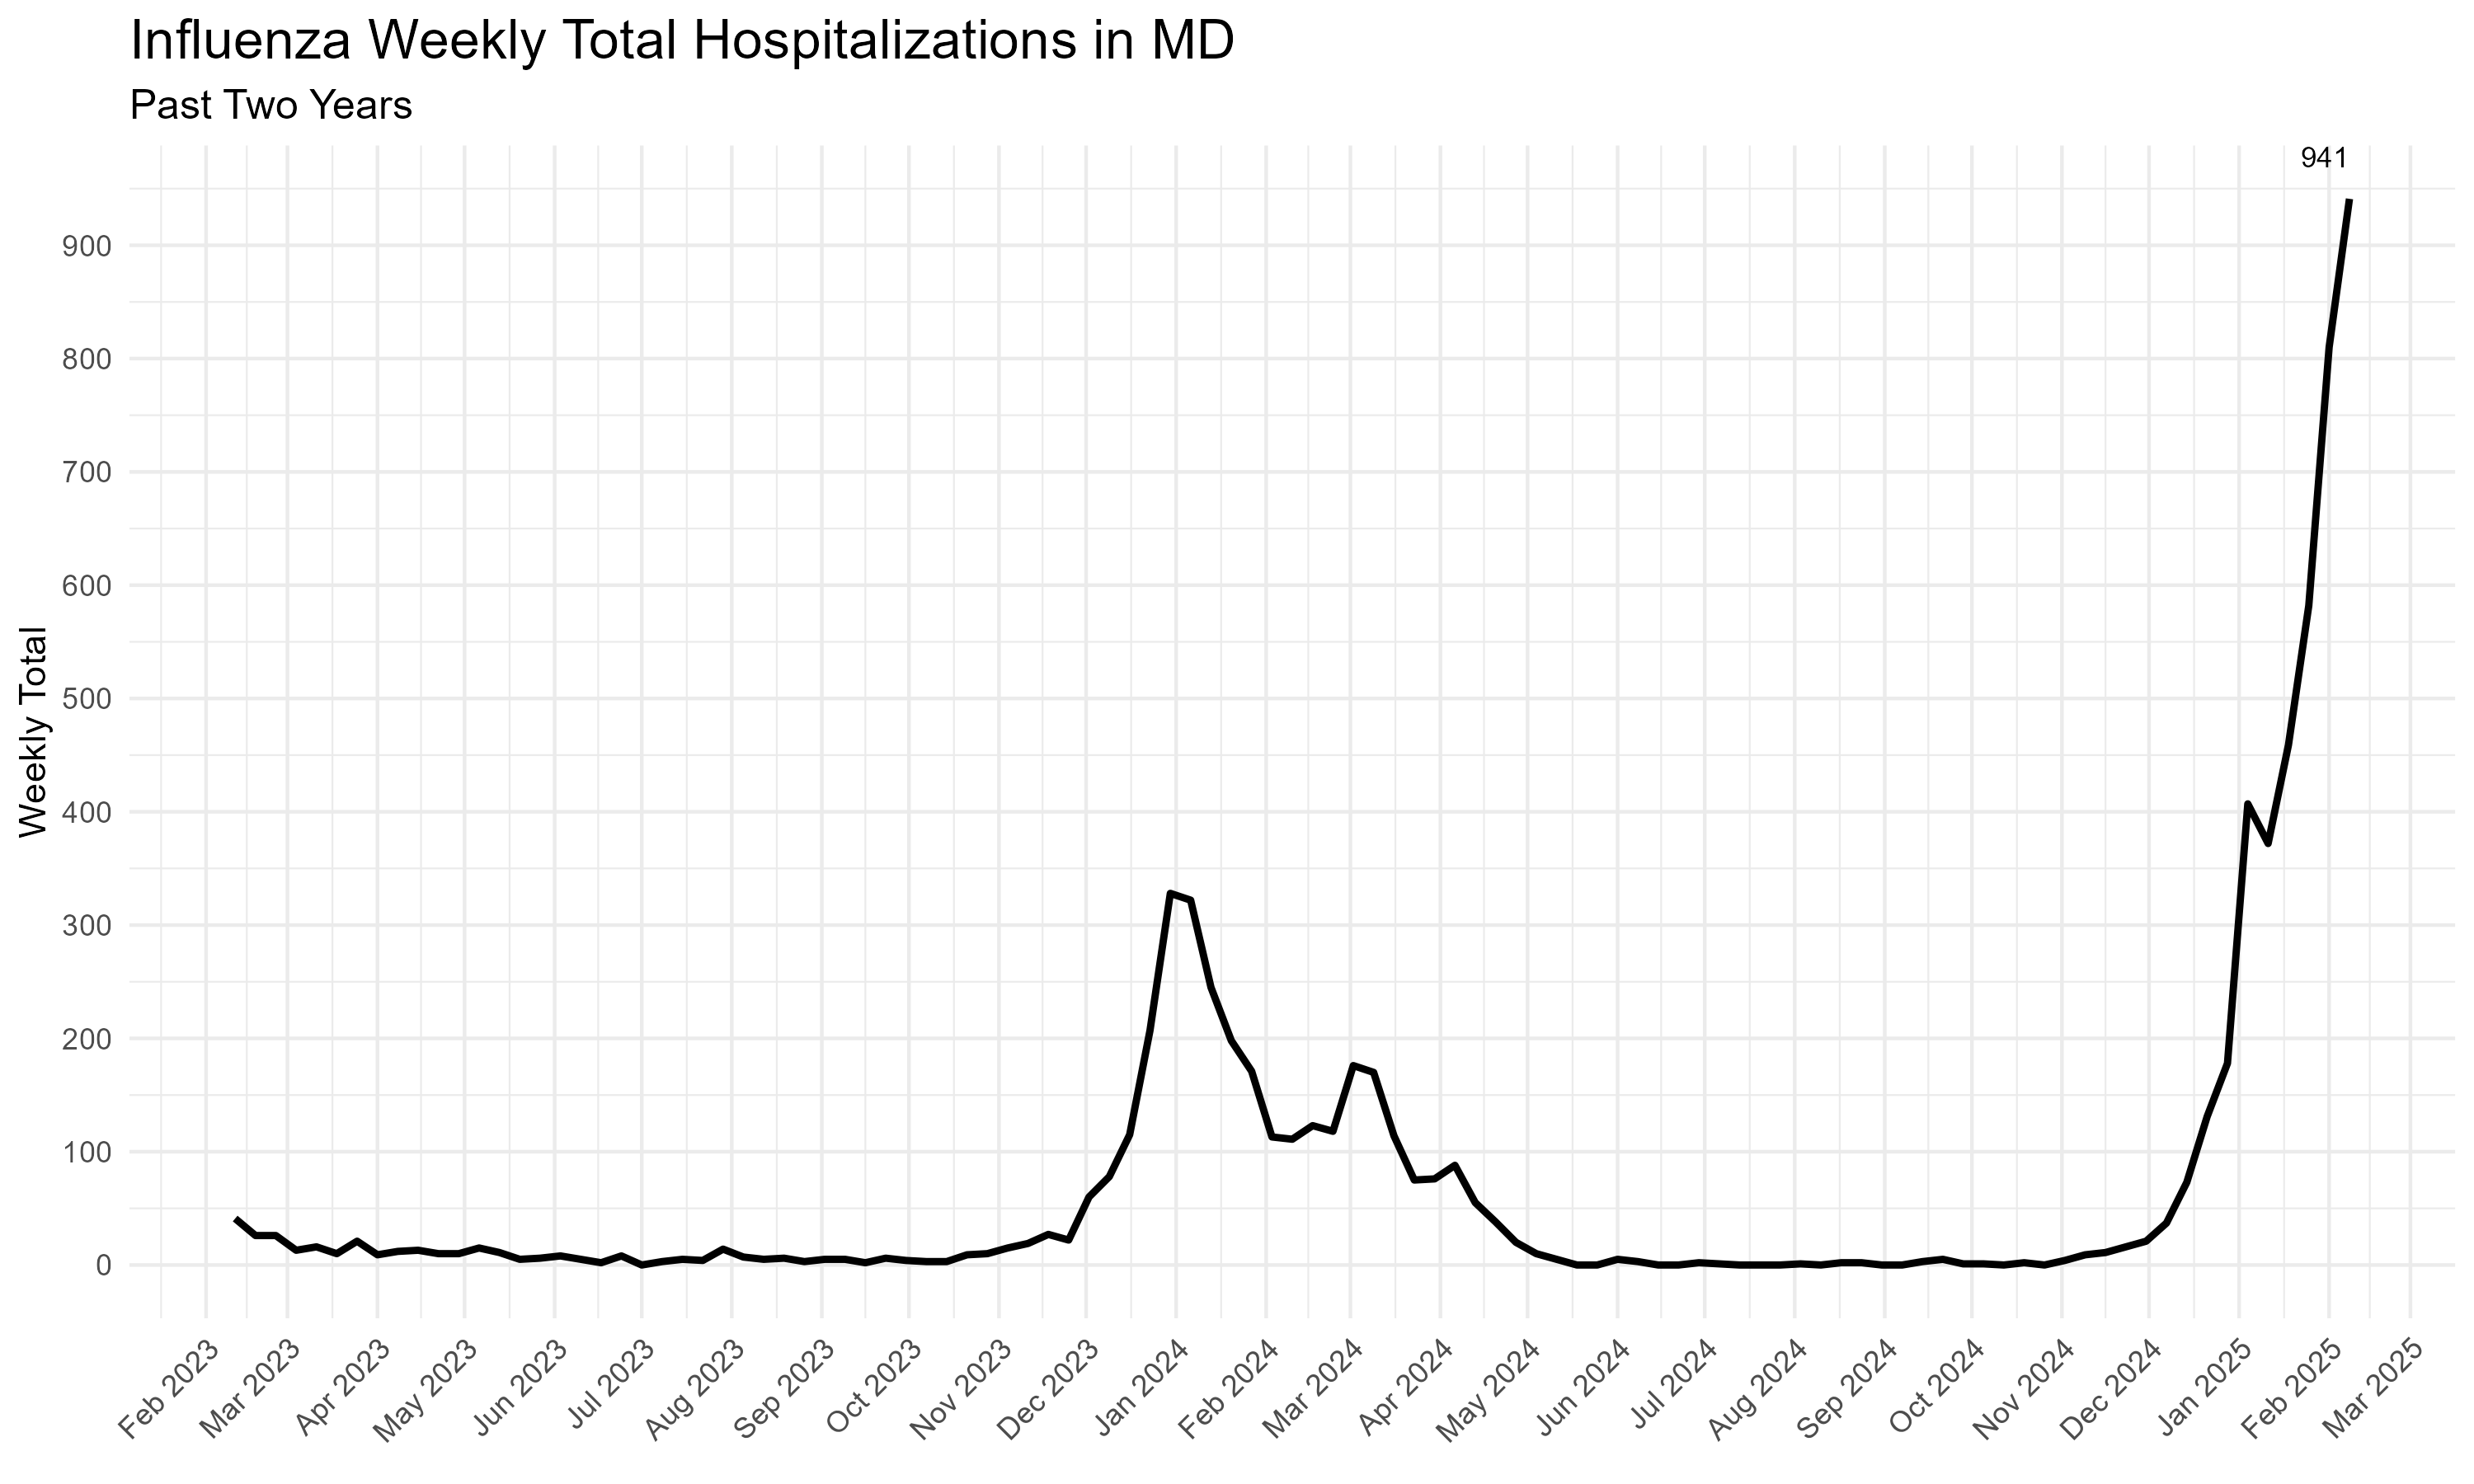 Influenza Weekly Total Hospitalizations in MD
Past Two Years
941
900
800
700
600
500
400
300
200
100
0
Weekly Total
Feb 2023
Mar 2023
Apr 2023
May 2023
Jun 2023
Jul 2023
Aug 2023
Sep 2023
Oct 2023
Nov 2023
Dec 2023
Jan 2024
Feb 2024
Mar 2024
Apr 2024
May 2024
Jun 2024
Jul 2024
Aug 2024
Sep 2024
Oct 2024
Nov 2024
Dec 2024
Jan 2025
Feb 2025
Mar 2025